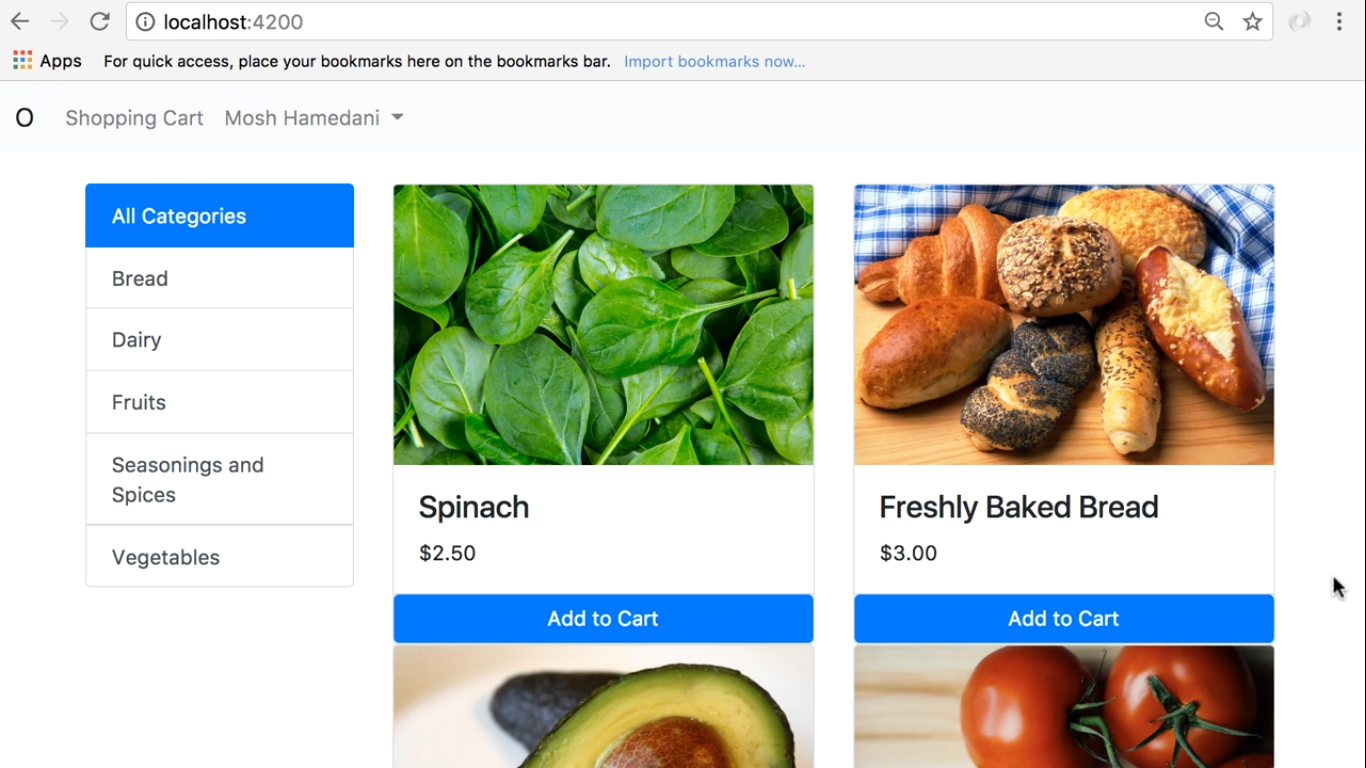 localhost:4200
Apps For quick access, place your bookmarks here on the bookmarks bar. Import bookmarks now...
O Shopping Cart Mosh Hamedani
All Categories
Bread
Dairy
Fruits
Seasonings and
Spices
Vegetables
Spinach
$2.50
Add to Cart
Freshly Baked Bread
$3.00
Add to Cart